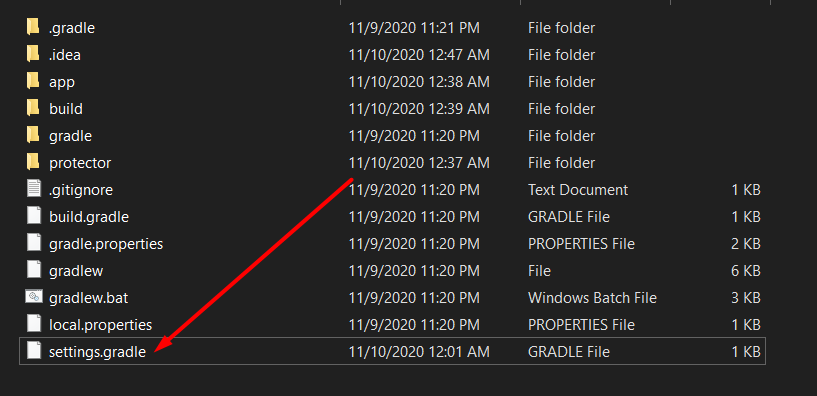 .gradle 11/9/2020 11:21 PM File folder
.idea 11/10/2020 12:47 AM File folder
app 11/10/2020 12:38 AM File folder
build 11/10/2020 12:39 AM File folder
gradle 11/9/2020 11:20 PM File folder
protector 11/10/2020 12:37 AM File folder
.gitignore 11/9/2020 11:20 PM Text Document 1 KB
build.gradle 11/9/2020 11:20 PM GRADLE File 1 KB
gradle.properties 11/9/2020 11:20 PM PROPERTIES File 2 KB
gradlew 11/9/2020 11:20 PM File 6 KB
gradlew.bat 11/9/2020 11:20 PM Windows Batch File 3 KB
local.properties 11/9/2020 11:20 PM PROPERTIES File 1 KB
settings.gradle 11/10/2020 12:01 AM GRADLE File 1 KB